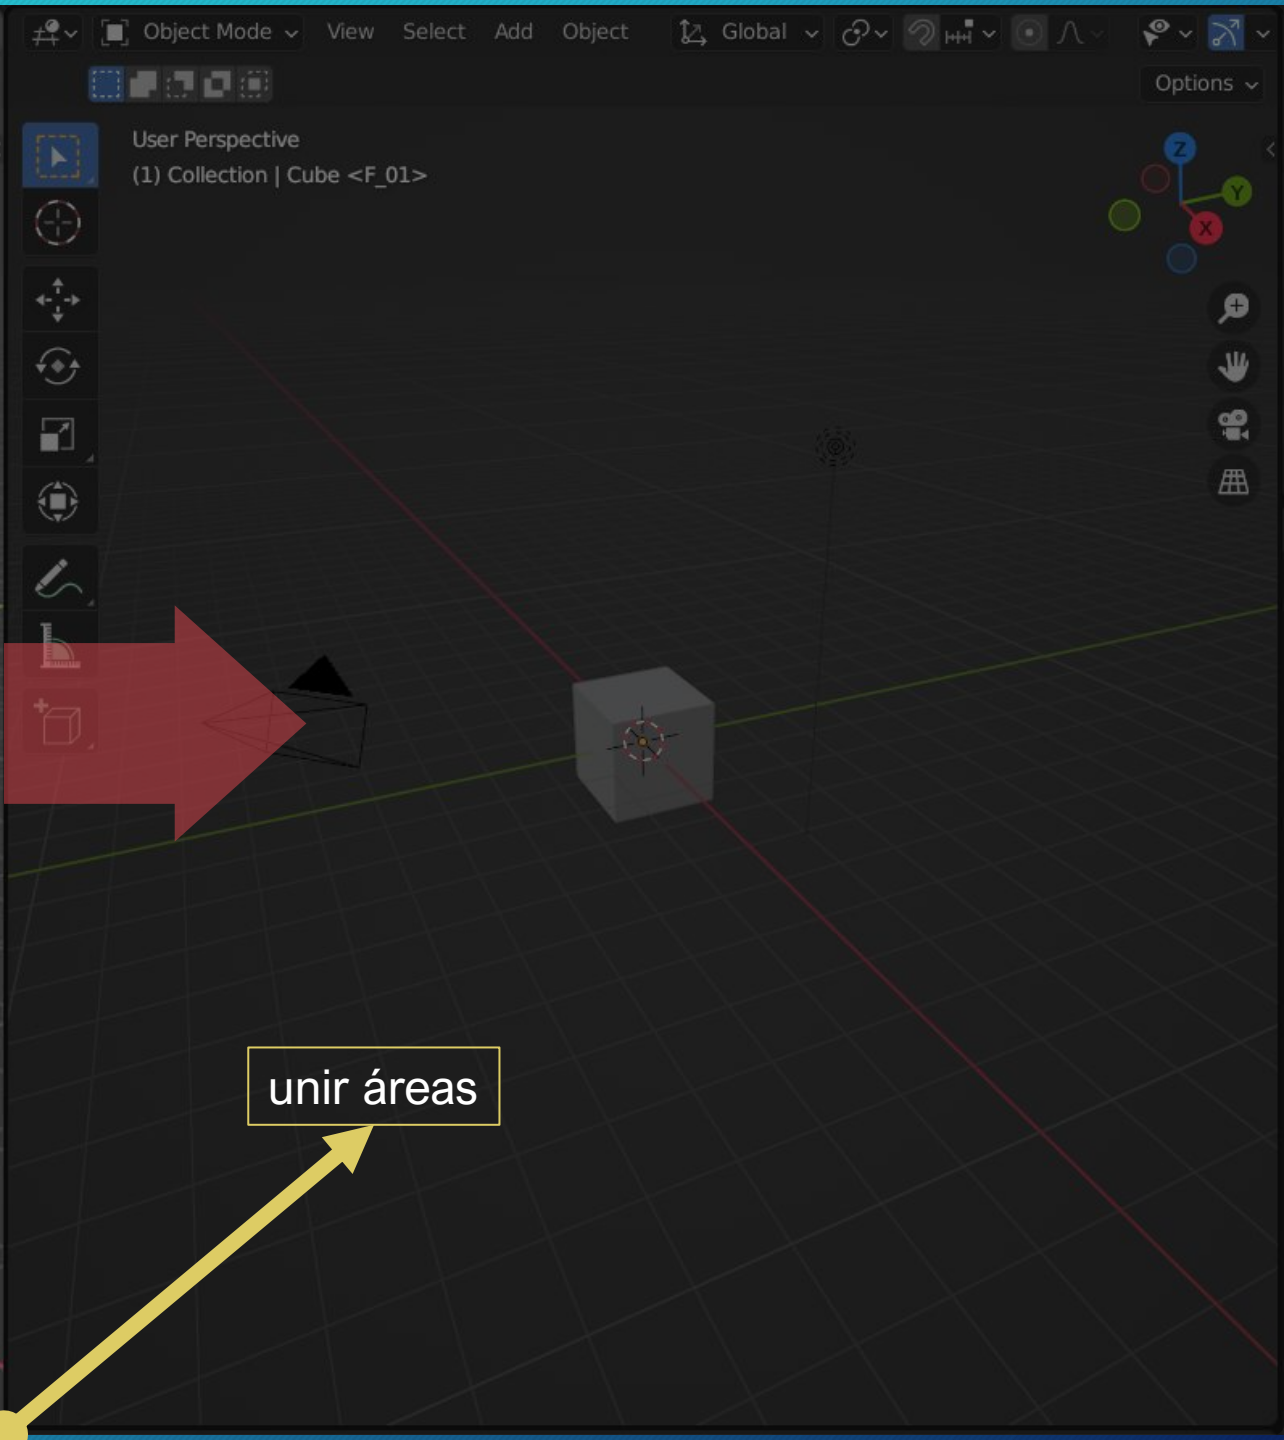 Object Mode View Select Add Object Global
Options
User Perspective
(1) Collection | Cube <F_01>
Z
Y
X
unir áreas